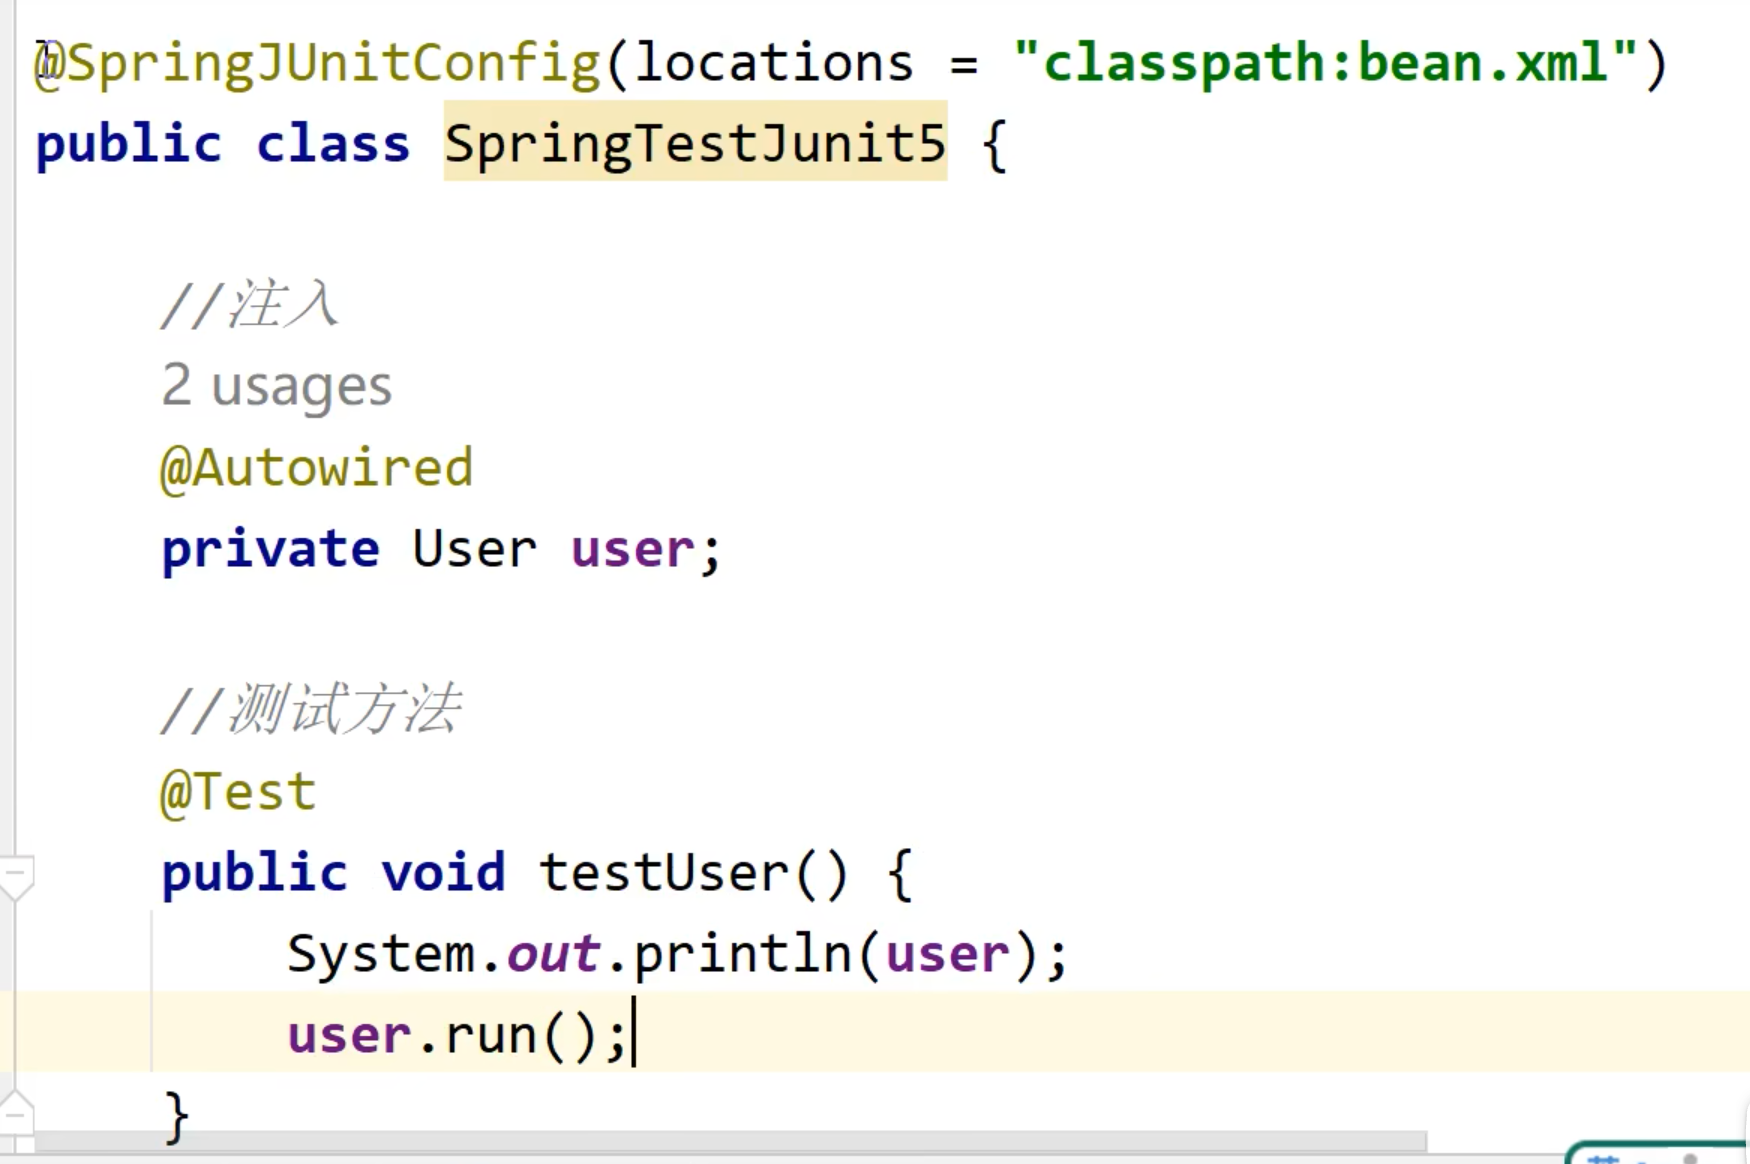 @SpringJUnitConfig(locations = "classpath:bean.xml")
public class SpringTestJunit5 {
//注入
2 usages
@Autowired
private User user;
//测试方法
@Test
public void testUser() {
System.out.println(user);
user.run();
}